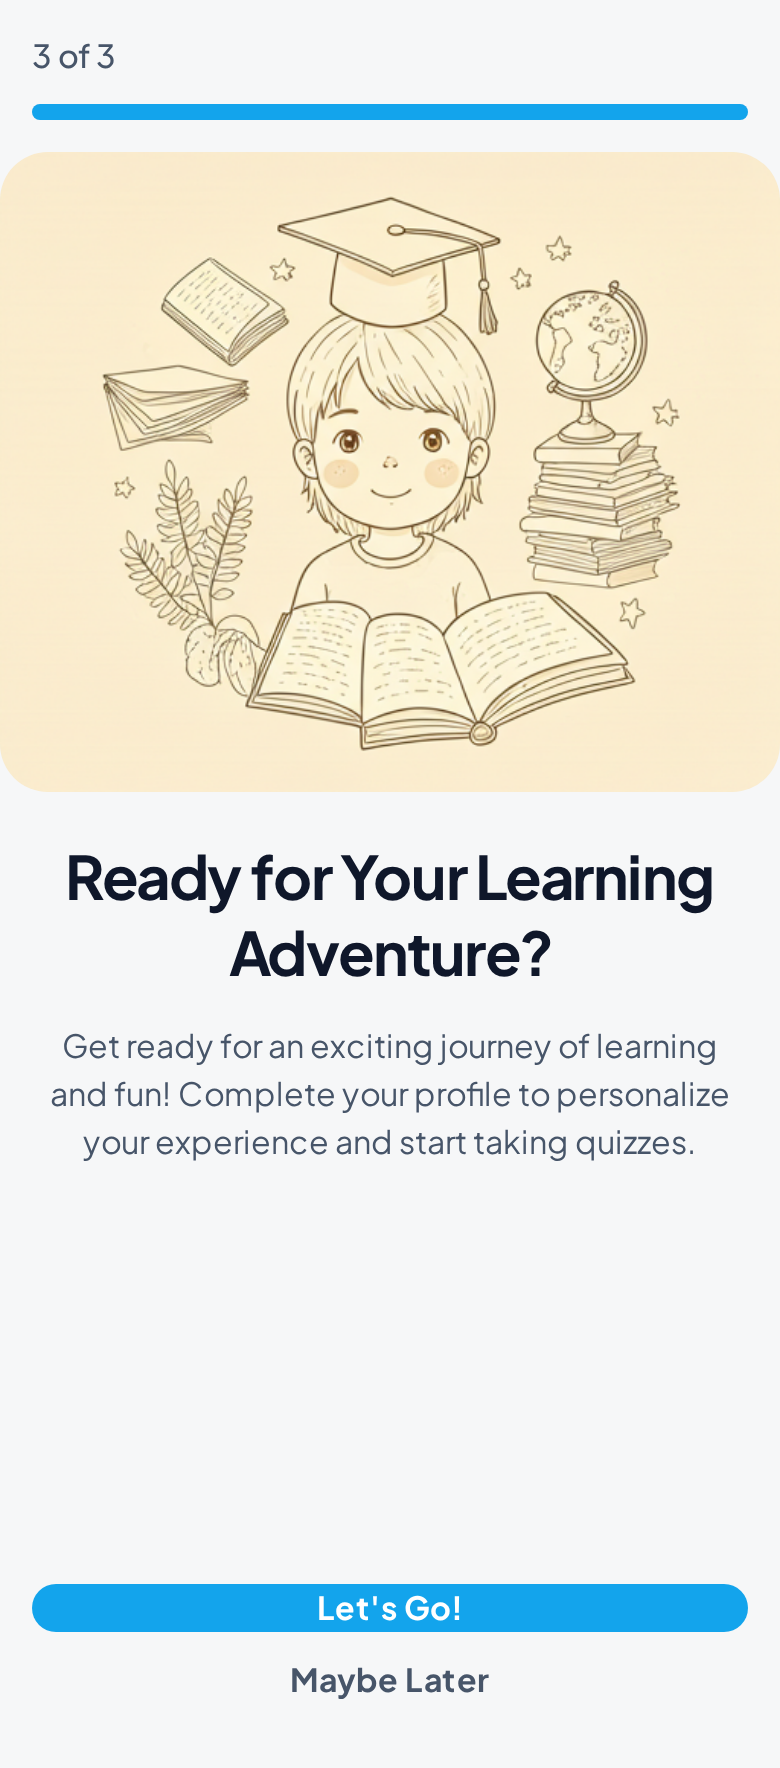 3 of 3
Ready for Your Learning
Adventure?
Get ready for an exciting journey of learning
and fun! Complete your profile to personalize
your experience and start taking quizzes.
Let's Go!
Maybe Later